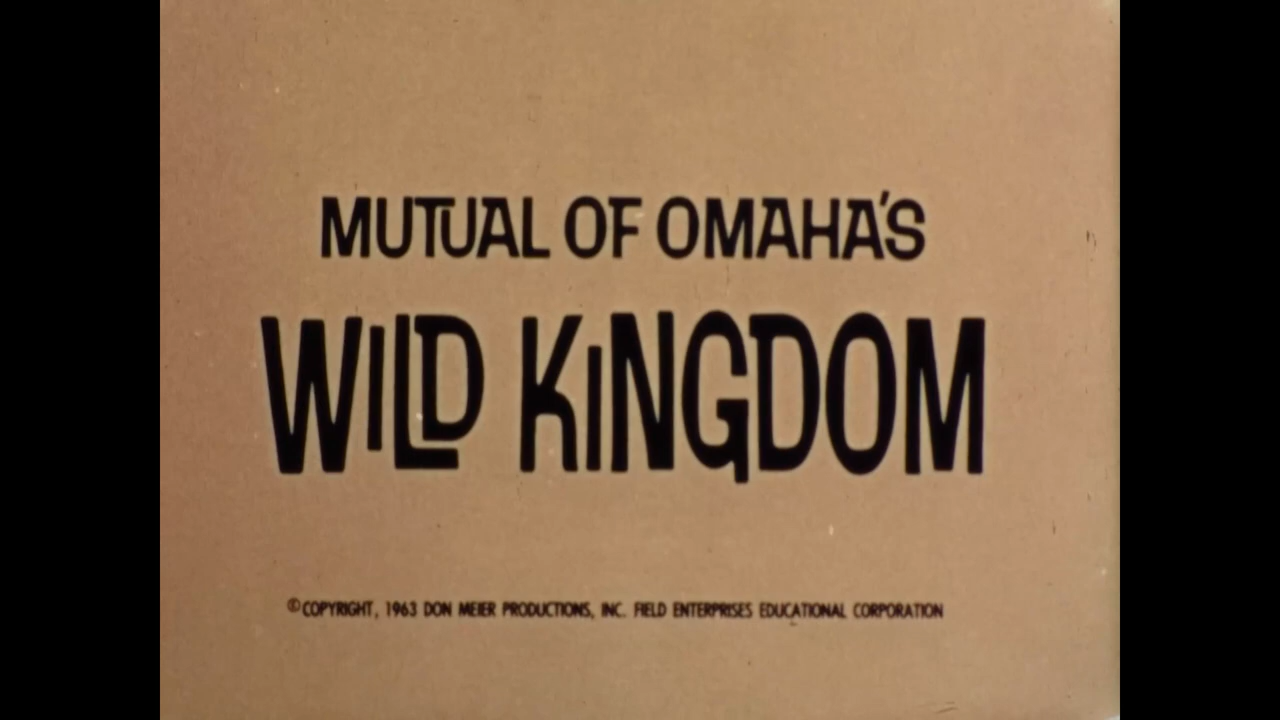 MUTUAL OF OMAHA'S
WiLD KiNGDOM
©COPYRIGHT, 1963 DON MEIER PRODUCTIONS, INC. FIELD ENTERPRISES EDUCATIONAL CORPORATION